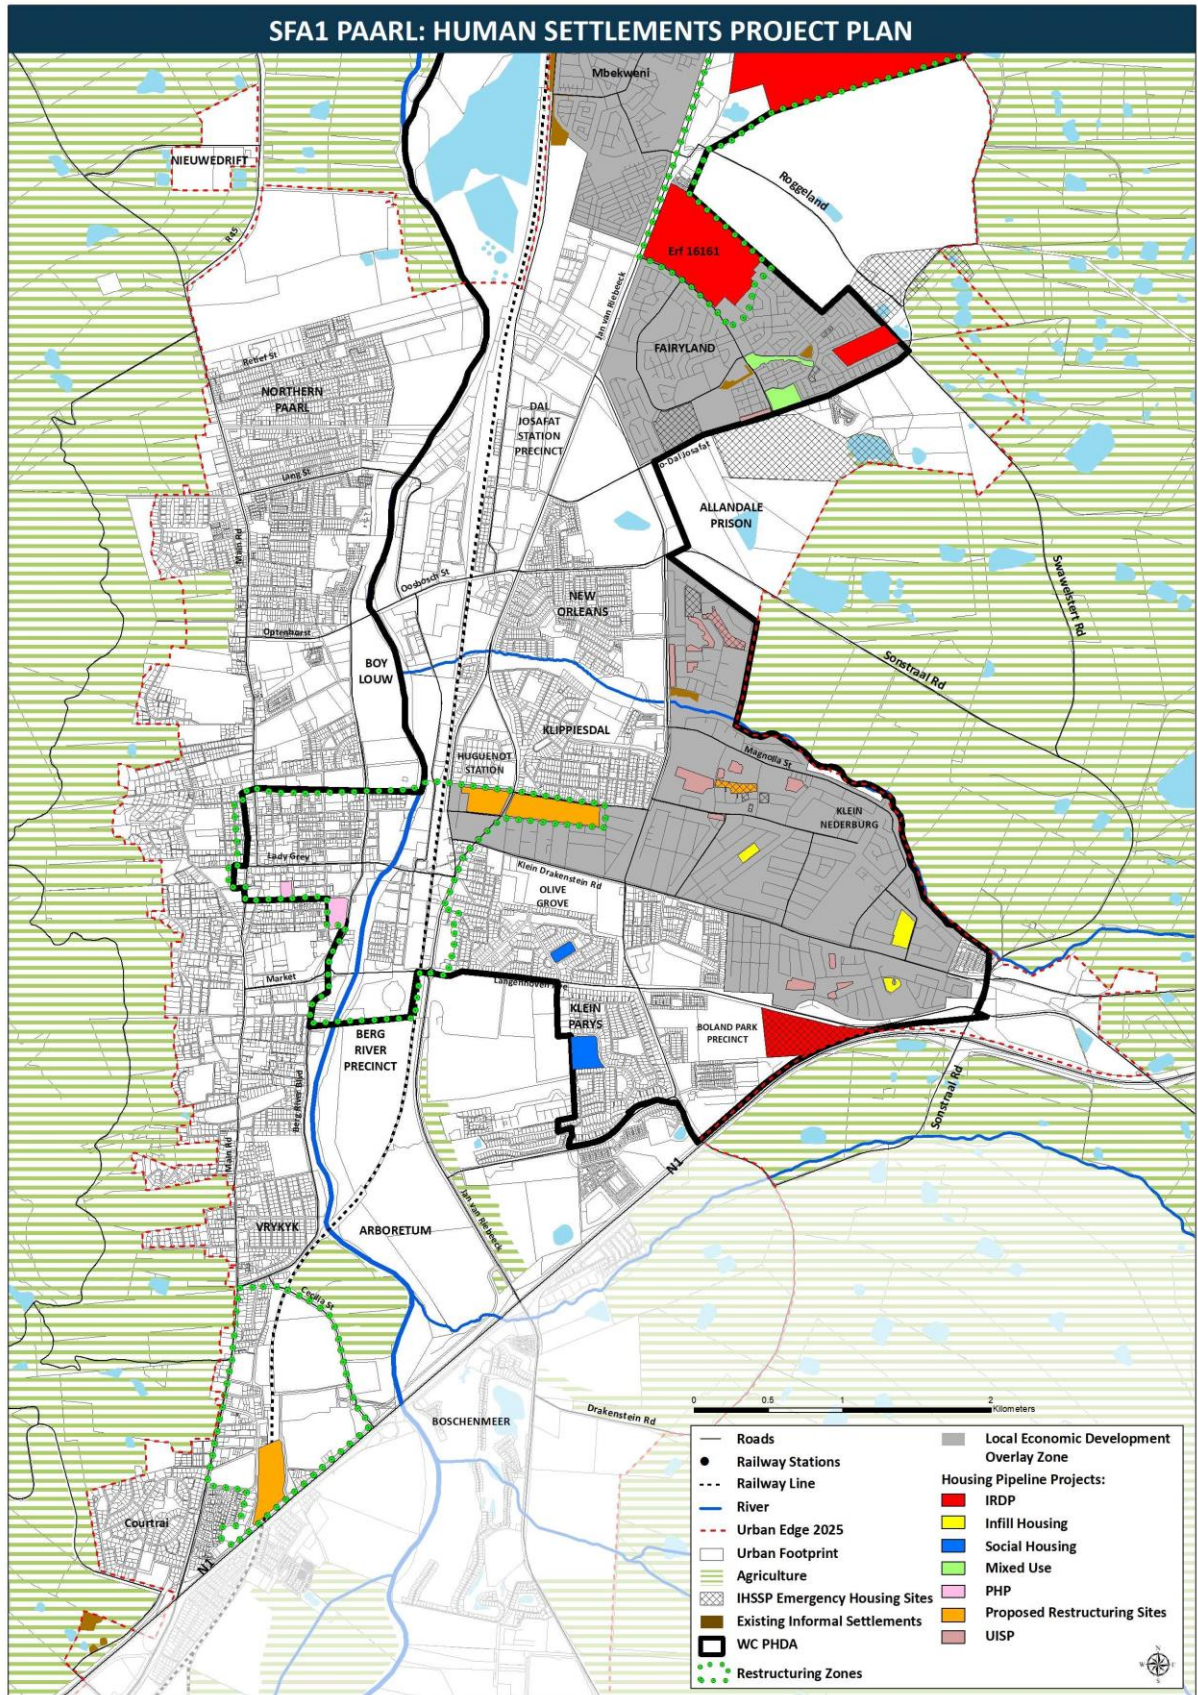 SFA1 PAARL: HUMAN SETTLEMENTS PROJECT PLAN
Mbekweni
NIEUWEDRIFT
Roggeland
R45
Erf 16161
Jan van Riebeeck
FAIRYLAND
Retief St
NORTHERN
PAARL
DAL
JOSAFAT
STATION
PRECINCT
o-Dal Josafat
Lang St
ALLANDALE
PRISON
Main Rd
Oosbosch St
NEW
ORLEANS
Swawelstert Rd
Optenhorst
BOY
LOUW
Sonstraal Rd
KLIPPIESDAL
HUGUENOT
STATION
Magnolia St
KLEIN
NEDERBURG
Lady Grey
Klein Drakenstein Rd
OLIVE
GROVE
Market
KLEIN
PARYS
BERG
RIVER
PRECINCT
BOLAND PARK
PRECINCT
Berg River Blvd
Sonstraal Rd
Main Rd
N1
Jan van Riebeeck
VRYKYK
ARBORETUM
Cecilia St
BOSCHENMEER
Drakenstein Rd
Courtrai
N1
0 0.5 1 2
Kilometers
Roads
Railway Stations
Railway Line
River
Urban Edge 2025
Urban Footprint
Agriculture
IHSSP Emergency Housing Sites
Existing Informal Settlements
WC PHDA
Restructuring Zones
Local Economic Development
Overlay Zone
Housing Pipeline Projects:
IRDP
Infill Housing
Social Housing
Mixed Use
PHP
Proposed Restructuring Sites
UISP
N
W E
S